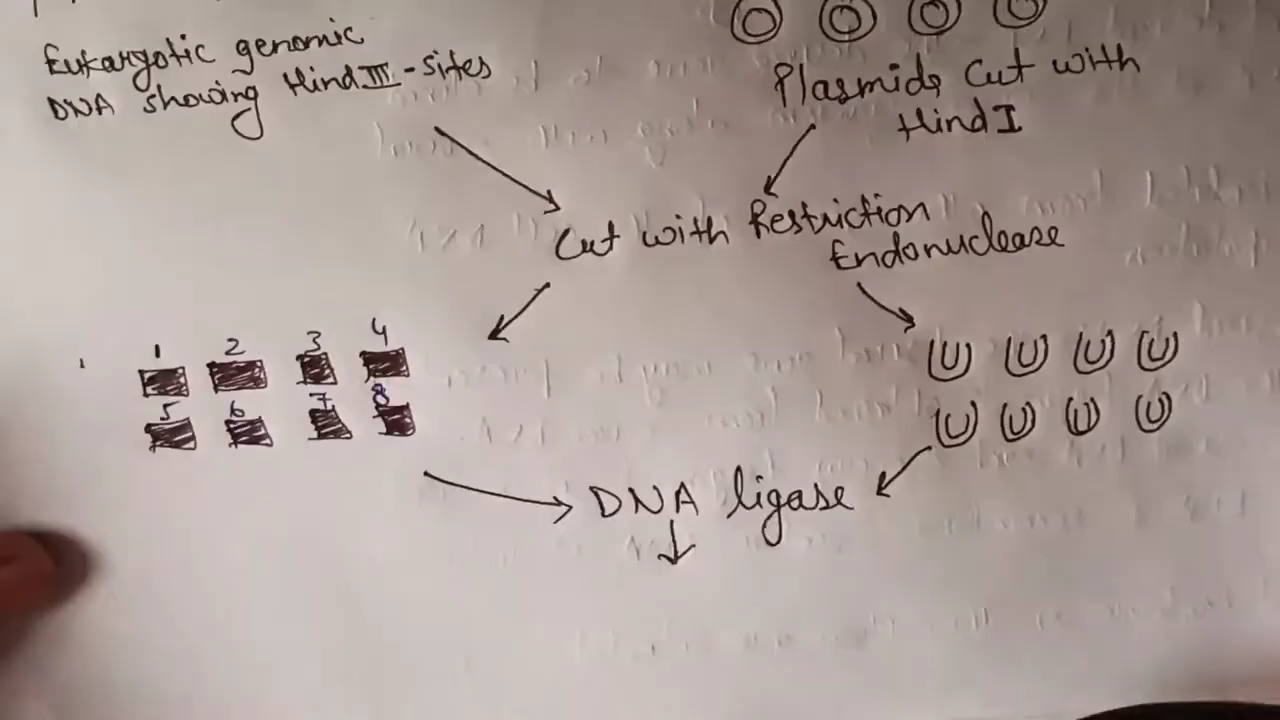 Eukaryotic genomic
DNA showing HindIII-sites
Plasmids Cut with
HindI
Cut with Restriction
Endonuclease
1 2 3 4
5 6 7 8
DNA ligase